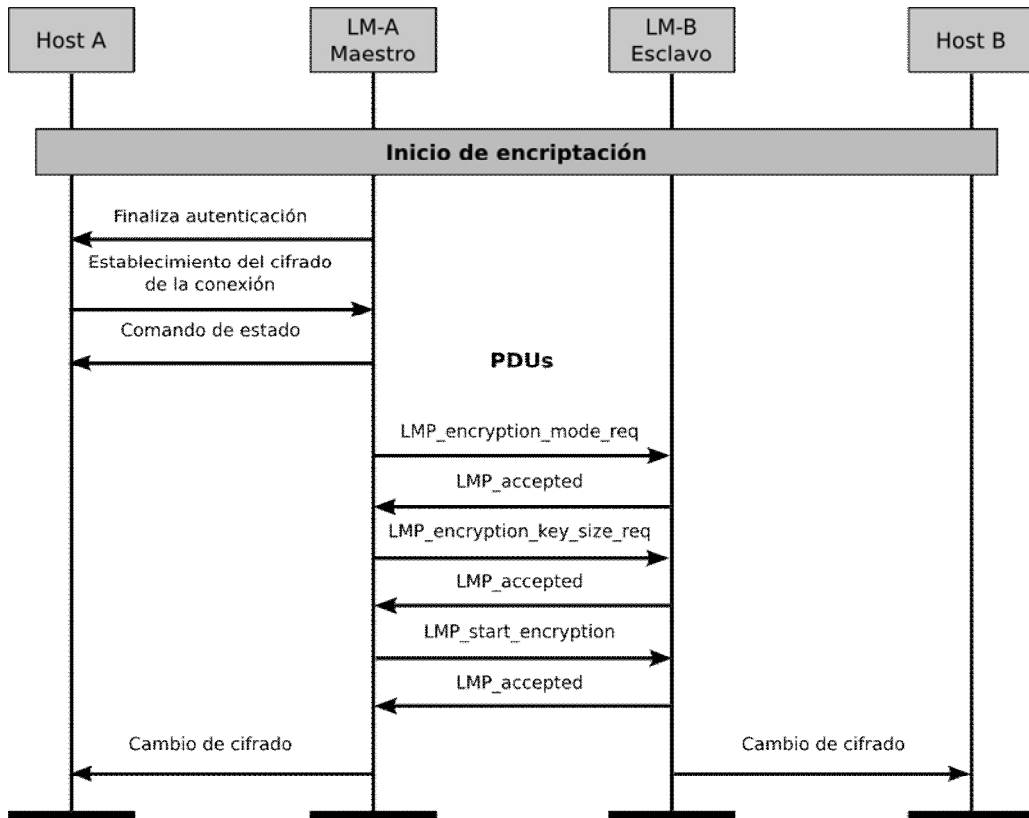 Host A
LM-A
Maestro
LM-B
Esclavo
Host B
Inicio de encriptación
Finaliza autenticación
Establecimiento del cifrado
de la conexión
Comando de estado
PDUs
LMP_encryption_mode_req
LMP_accepted
LMP_encryption_key_size_req
LMP_accepted
LMP_start_encryption
LMP_accepted
Cambio de cifrado
Cambio de cifrado